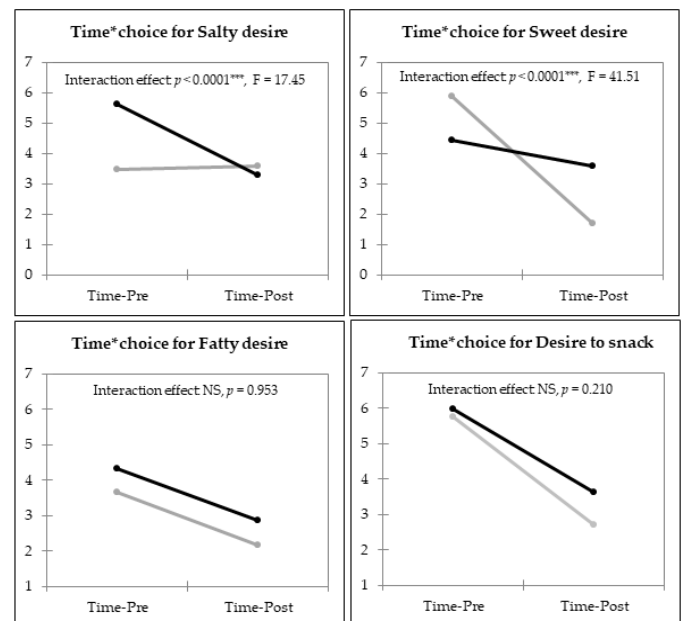 Time*choice for Salty desire
Interaction effect p < 0.0001***, F = 17.45
7
6
5
4
3
2
1
0
Time-Pre Time-Post
Time*choice for Sweet desire
Interaction effect p < 0.0001***, F = 41.51
7
6
5
4
3
2
1
0
Time-Pre Time-Post
Time*choice for Fatty desire
Interaction effect NS, p = 0.953
7
6
5
4
3
2
1
Time-Pre Time-Post
Time*choice for Desire to snack
Interaction effect NS, p = 0.210
7
6
5
4
3
2
1
Time-Pre Time-Post